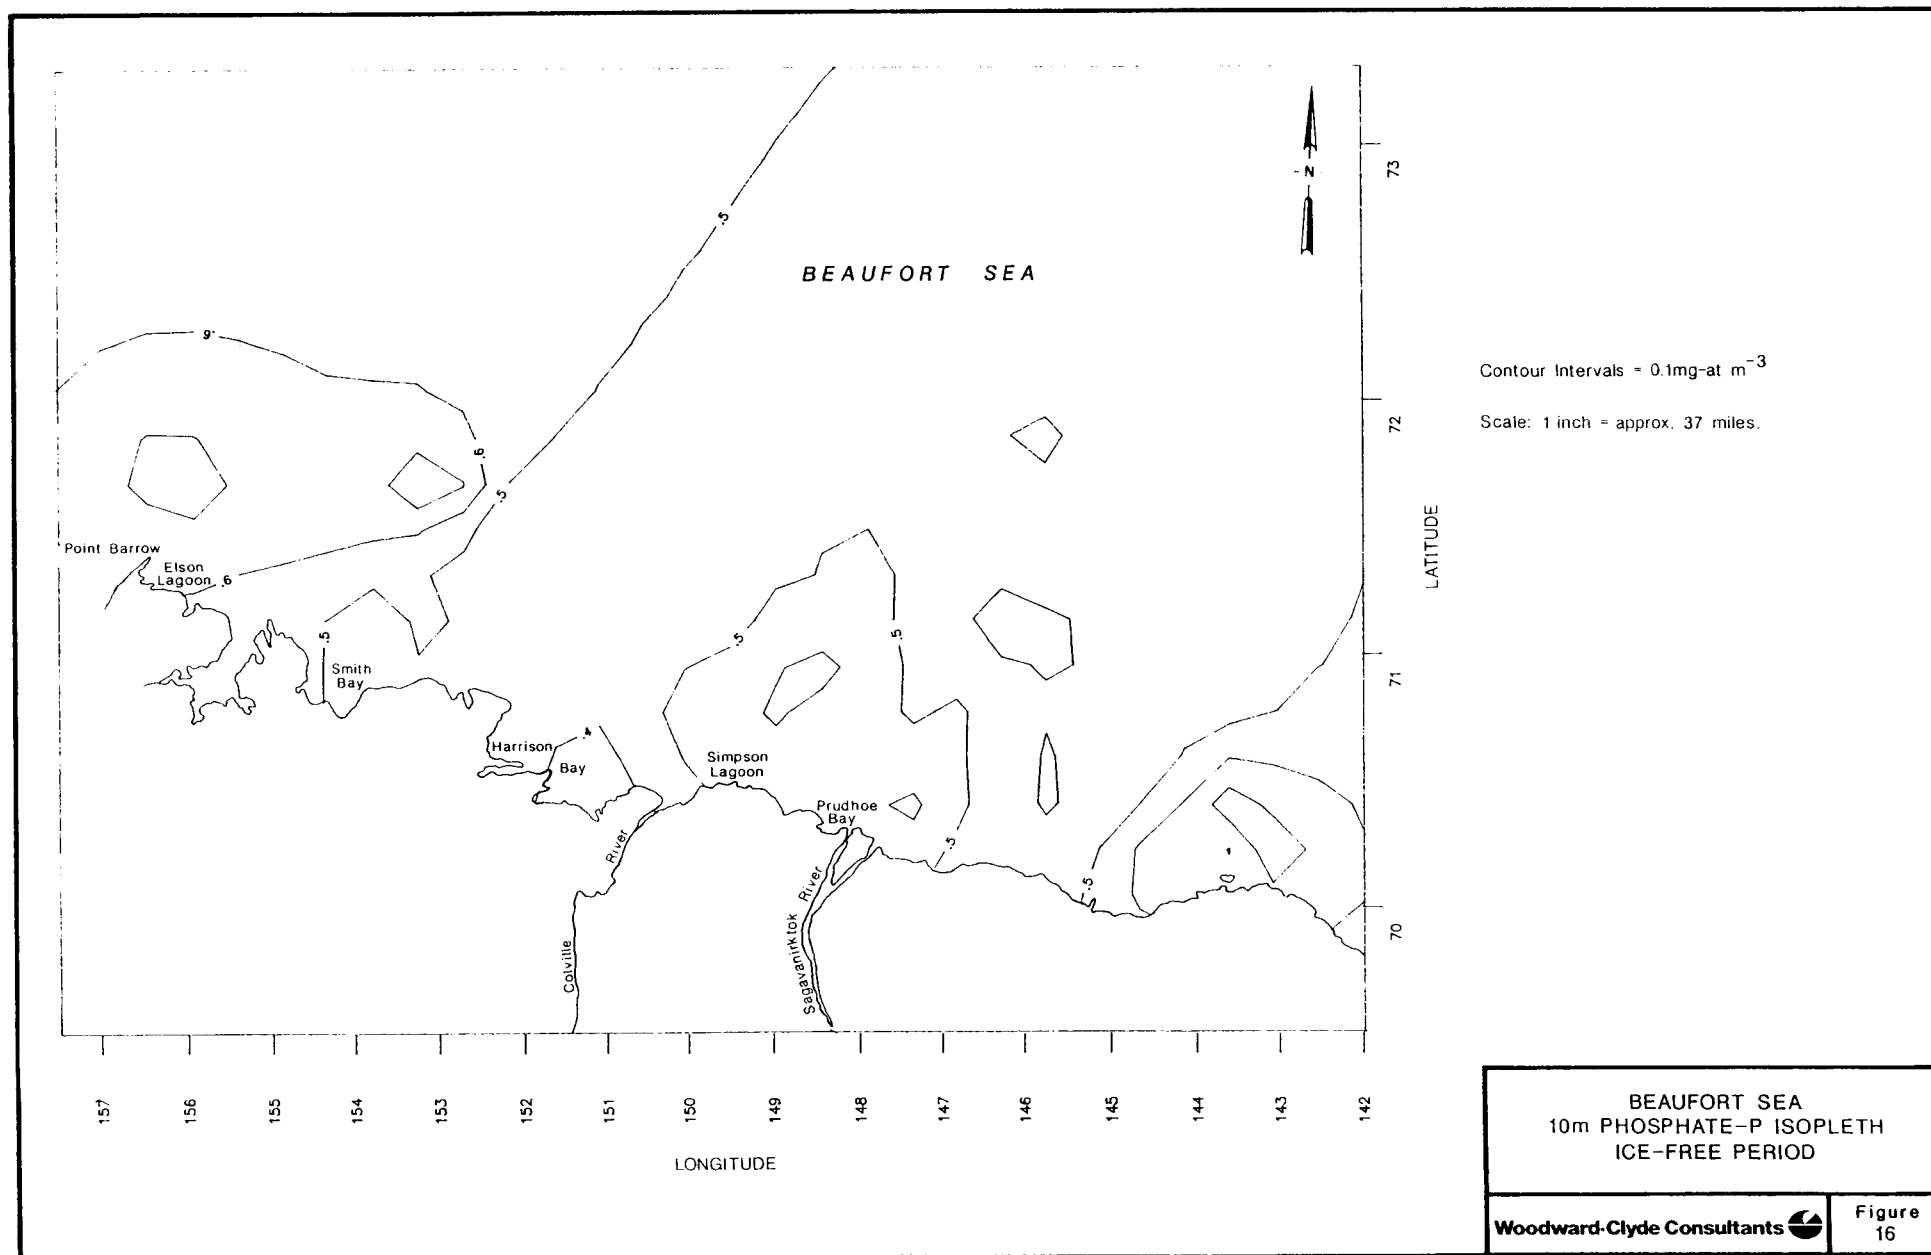 - N -
BEAUFORT SEA
.5
.6
.6
.5
.6
.5
.4
.5
.5
.5
.5
Point Barrow
Elson
Lagoon
Smith
Bay
Harrison
Bay
Simpson
Lagoon
Prudhoe
Bay
Colville
River
Sagavanirktok
River
73
72
71
70
LATITUDE
157
156
155
154
153
152
151
150
149
148
147
146
145
144
143
142
LONGITUDE
Contour Intervals = 0.1mg-at m⁻³
Scale: 1 inch = approx. 37 miles.
BEAUFORT SEA
10m PHOSPHATE-P ISOPLETH
ICE-FREE PERIOD
Woodward-Clyde Consultants
Figure
16